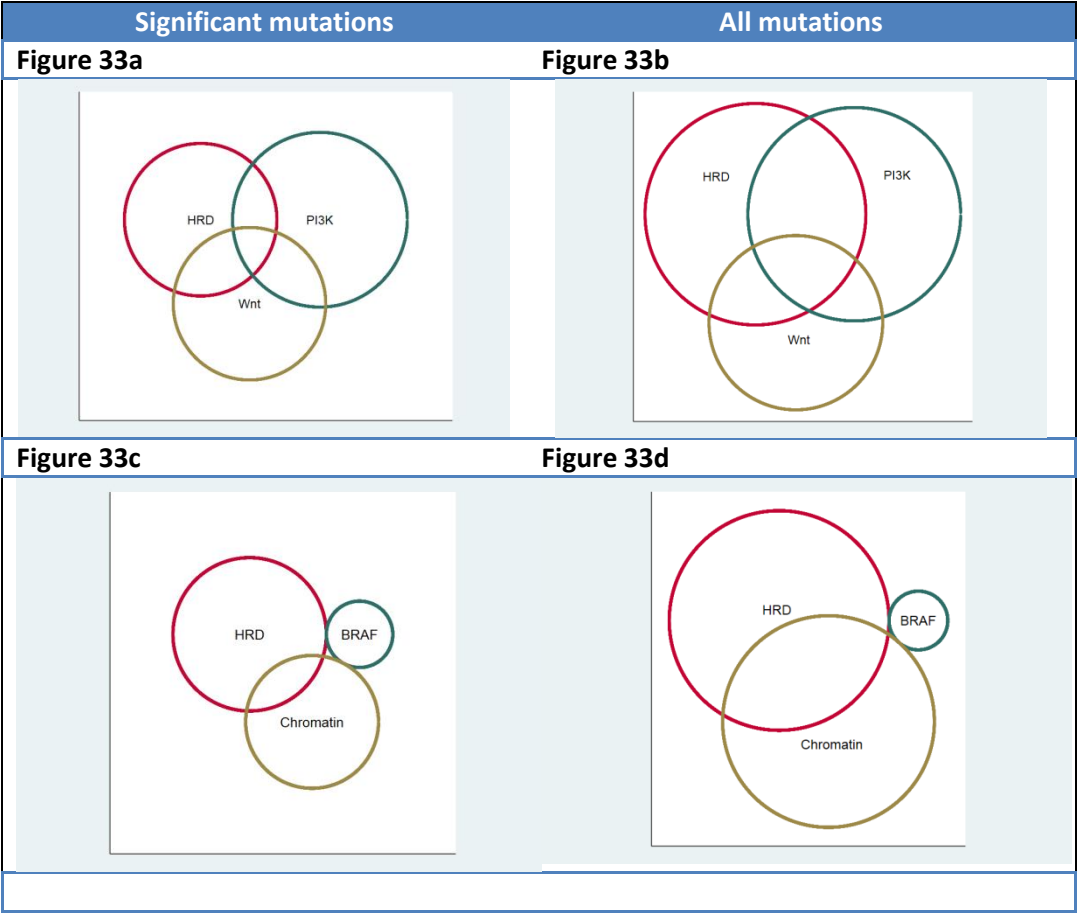 Significant mutations All mutations
Figure 33a Figure 33b
HRD PI3K
Wnt
HRD PI3K
Wnt
Figure 33c Figure 33d
HRD BRAF
Chromatin
HRD BRAF
Chromatin